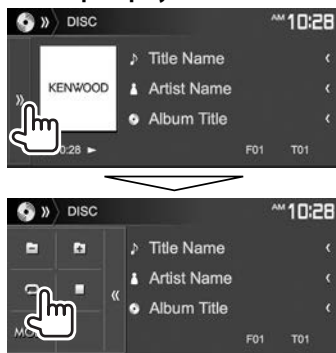 DISC
AM 10:28
Title Name
KENWOOD
Artist Name
Album Title
0:28
F01 T01
DISC
AM 10:28
Title Name
Artist Name
Album Title
F01 T01